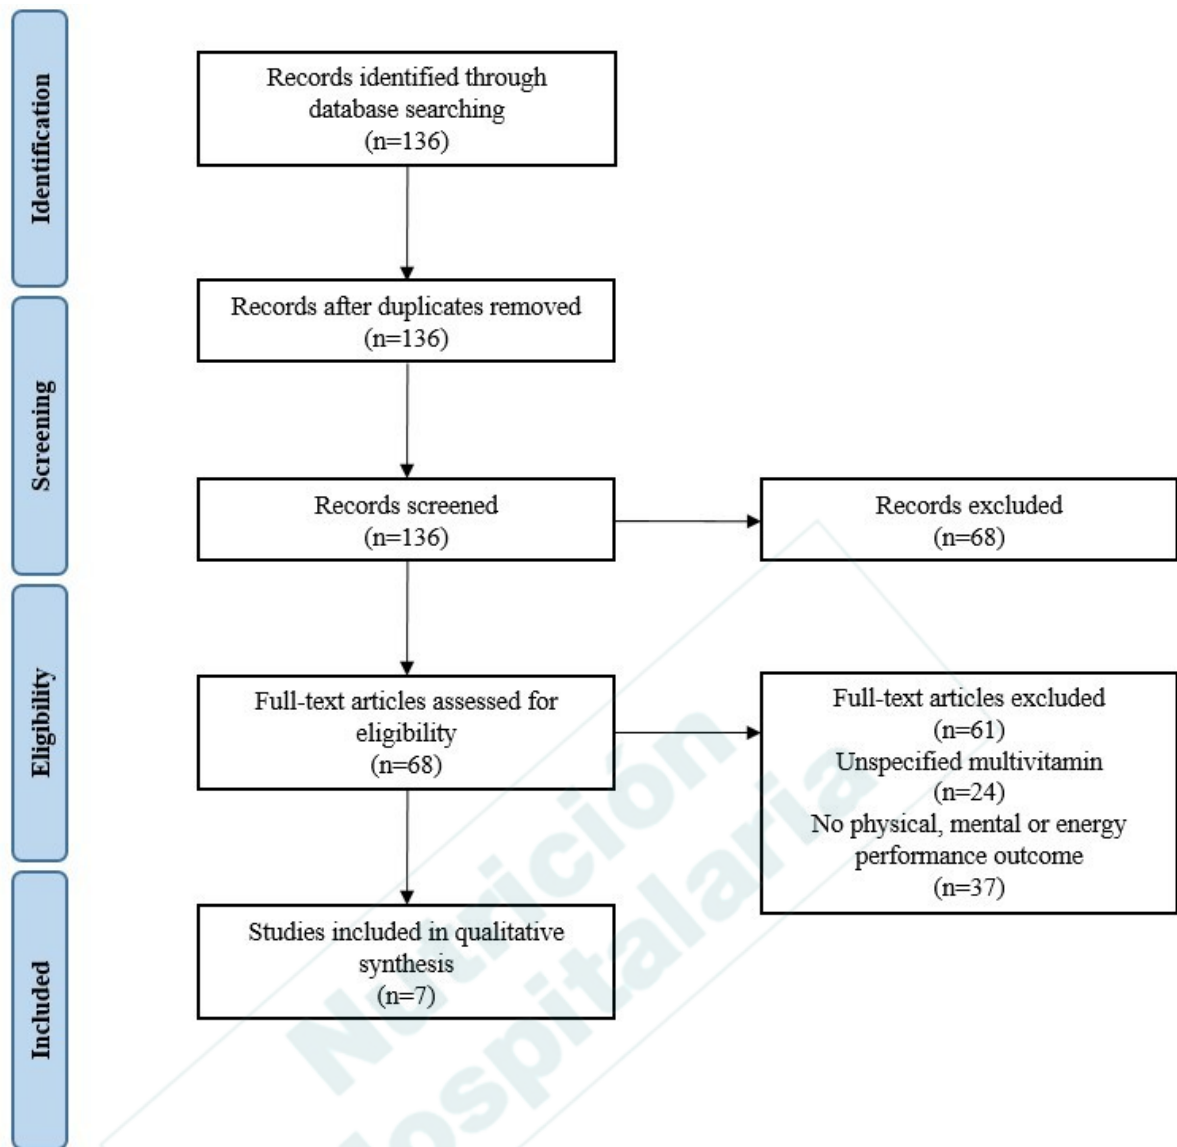 Identification
Records identified through
database searching
(n=136)
Records after duplicates removed
(n=136)
Screening
Records screened
(n=136)
Records excluded
(n=68)
Eligibility
Full-text articles assessed for
eligibility
(n=68)
Full-text articles excluded
(n=61)
Unspecified multivitamin
(n=24)
No physical, mental or energy
performance outcome
(n=37)
Included
Studies included in qualitative
synthesis
(n=7)
Nutrición
Hospitalaria